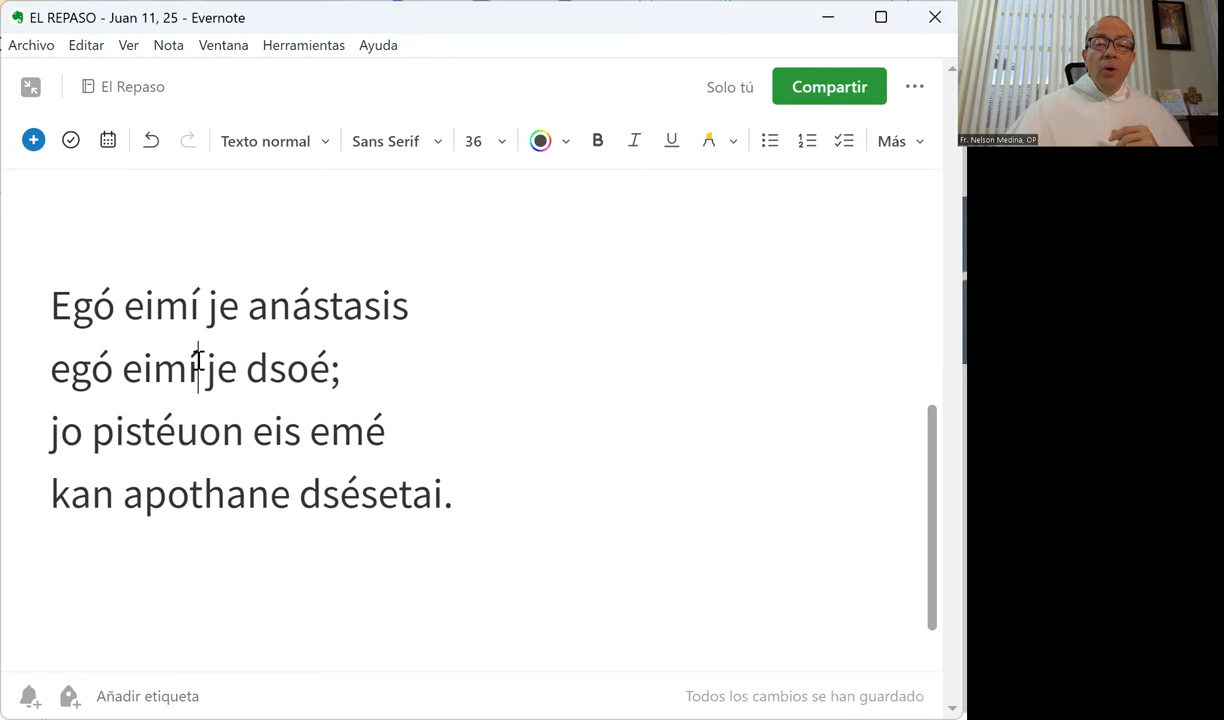 EL REPASO - Juan 11, 25 - Evernote
Archivo Editar Ver Nota Ventana Herramientas Ayuda
El Repaso
Solo tú
Compartir
Texto normal
Sans Serif
36
B I U A
Más
Egó eimí je anástasis
egó eimí je dsoé;
jo pistéuon eis emé
kan apothane dsésetai.
Añadir etiqueta
Todos los cambios se han guardado
Fr. Nelson Medina, OP